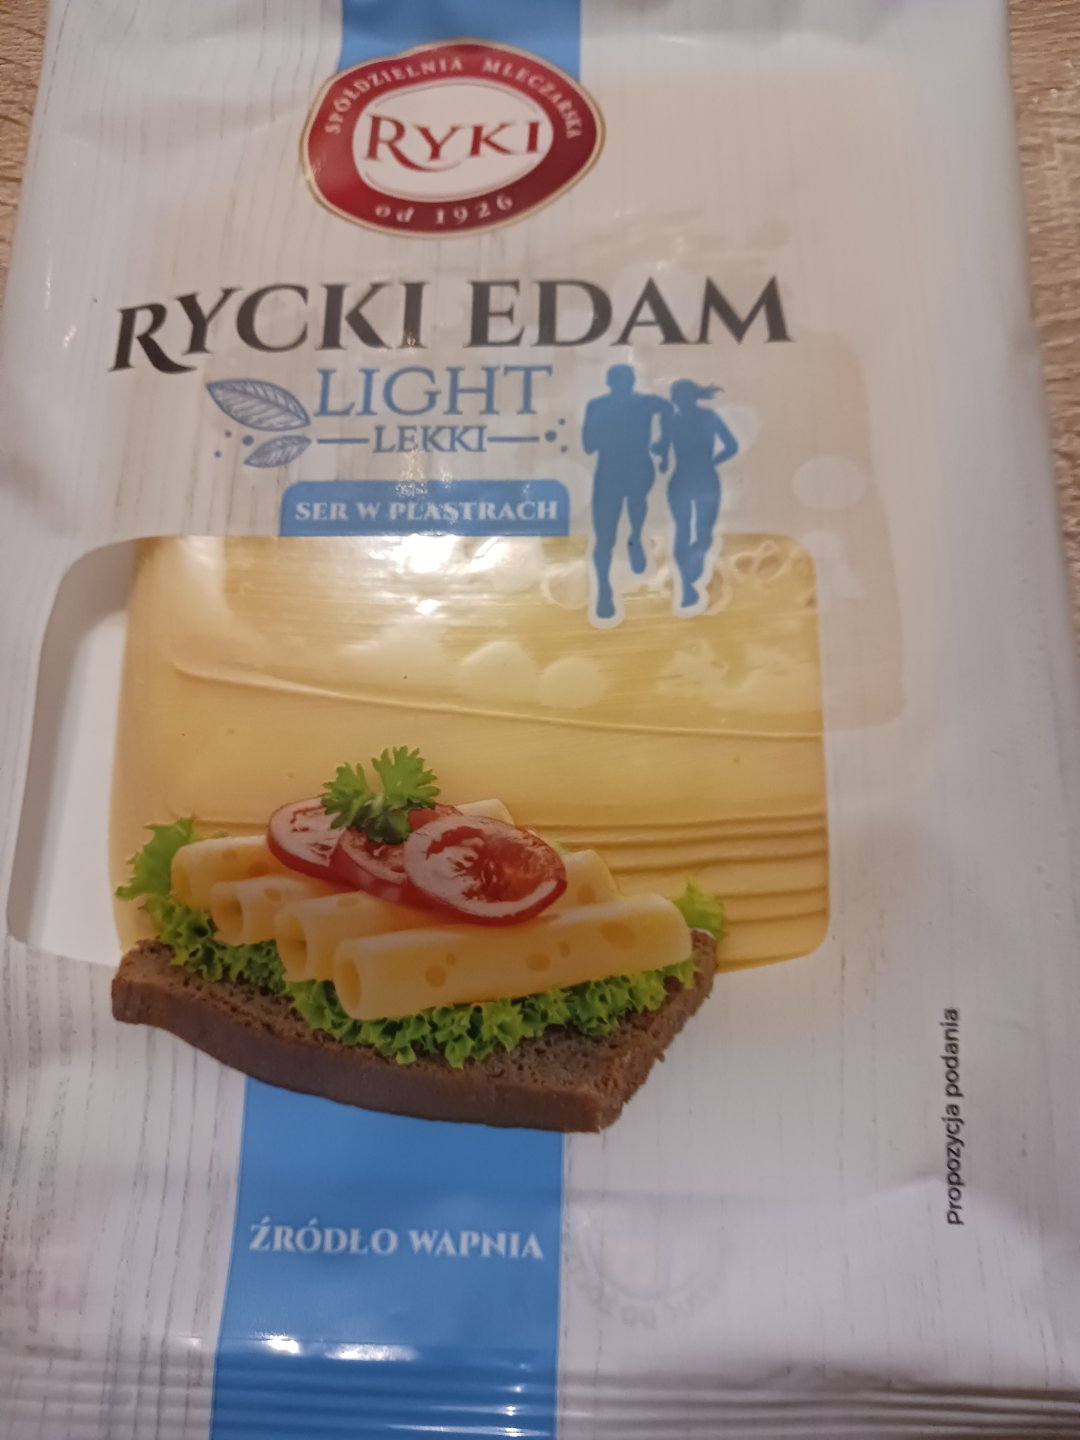 SPÓŁDZIELNIA MLECZARSKA
RYKI
od 1926
RYCKI EDAM
LIGHT
LEKKI
SER W PLASTRACH
Propozycja podania
ŹRÓDŁO WAPNIA